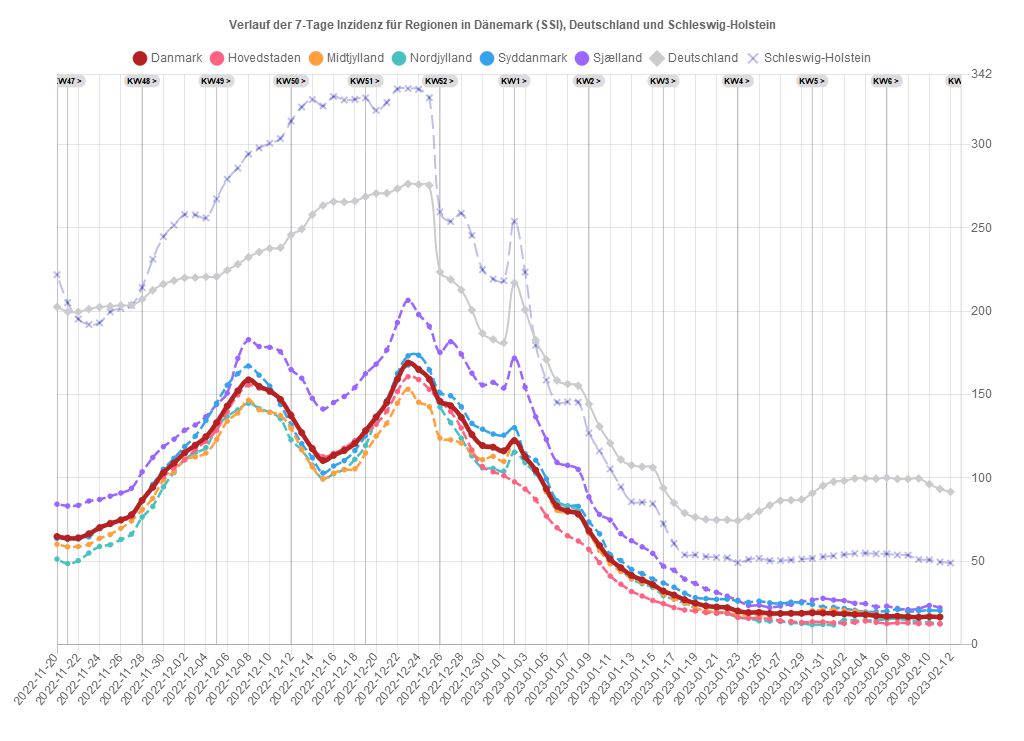 Verlauf der 7-Tage Inzidenz für Regionen in Dänemark (SSI), Deutschland und Schleswig-Holstein
Danmark Hovedstaden Midtjylland Nordjylland Syddanmark Sjælland Deutschland Schleswig-Holstein
KW47 > KW48 > KW49 > KW50 > KW51 > KW52 > KW1 > KW2 > KW3 > KW4 > KW5 > KW6 > KW
342
300
250
200
150
100
50
0
2022-11-20 2022-11-22 2022-11-24 2022-11-26 2022-11-28 2022-11-30 2022-12-02 2022-12-04 2022-12-06 2022-12-08 2022-12-10 2022-12-12 2022-12-14 2022-12-16 2022-12-18 2022-12-20 2022-12-22 2022-12-24 2022-12-26 2022-12-28 2022-12-30 2023-01-01 2023-01-03 2023-01-05 2023-01-07 2023-01-09 2023-01-11 2023-01-13 2023-01-15 2023-01-17 2023-01-19 2023-01-21 2023-01-23 2023-01-25 2023-01-27 2023-01-29 2023-01-31 2023-02-02 2023-02-04 2023-02-06 2023-02-08 2023-02-10 2023-02-12